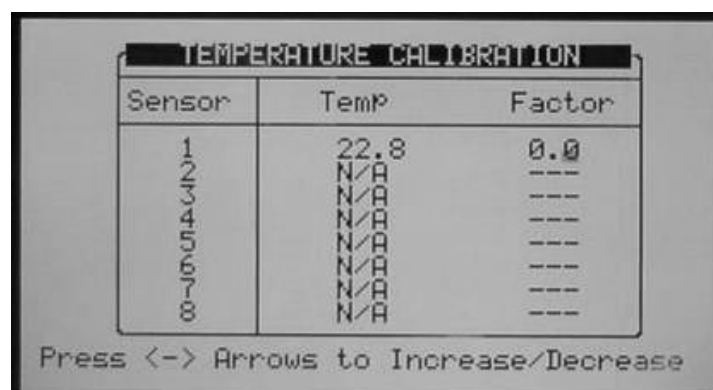 TEMPERATURE CALIBRATION
Sensor Temp Factor
1 22.8 0.0
2 N/A ---
3 N/A ---
4 N/A ---
5 N/A ---
6 N/A ---
7 N/A ---
8 N/A ---
Press <-> Arrows to Increase/Decrease